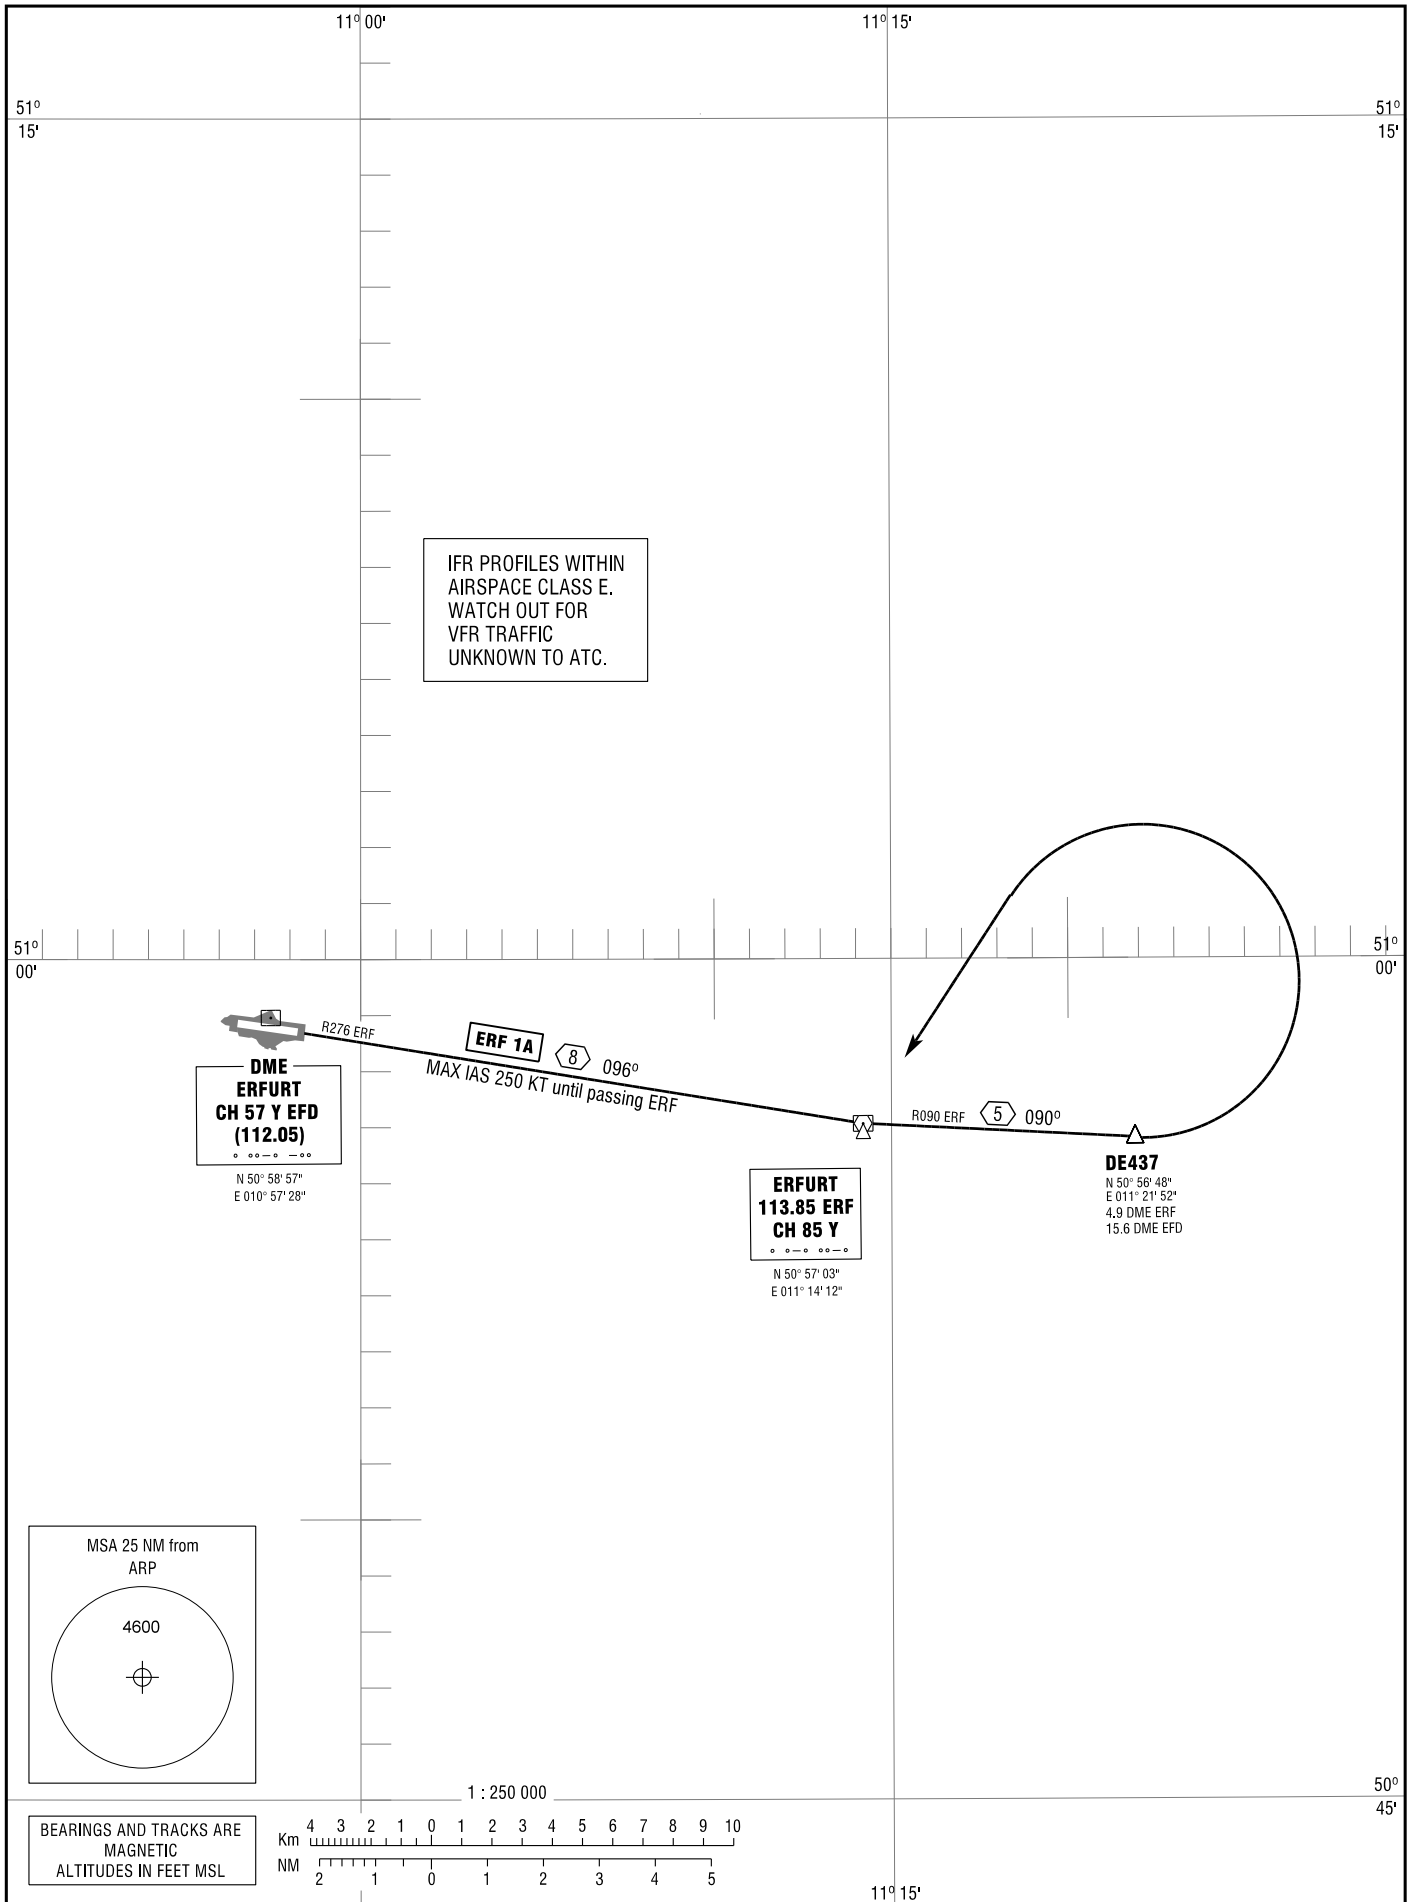 11° 00'
11° 15'
51°
15'
51°
15'
IFR PROFILES WITHIN
AIRSPACE CLASS E.
WATCH OUT FOR
VFR TRAFFIC
UNKNOWN TO ATC.
51°
00'
51°
00'
R276 ERF
ERF 1A
8
096°
MAX IAS 250 KT until passing ERF
DME
ERFURT
CH 57 Y EFD
(112.05)
N 50° 58' 57"
E 010° 57' 28"
R090 ERF
5
090°
DE437
N 50° 56' 48"
E 011° 21' 52"
4.9 DME ERF
15.6 DME EFD
ERFURT
113.85 ERF
CH 85 Y
N 50° 57' 03"
E 011° 14' 12"
MSA 25 NM from
ARP
4600
1 : 250 000
50°
45'
BEARINGS AND TRACKS ARE
MAGNETIC
ALTITUDES IN FEET MSL
Km 4 3 2 1 0 1 2 3 4 5 6 7 8 9 10
NM 2 1 0 1 2 3 4 5
11° 15'